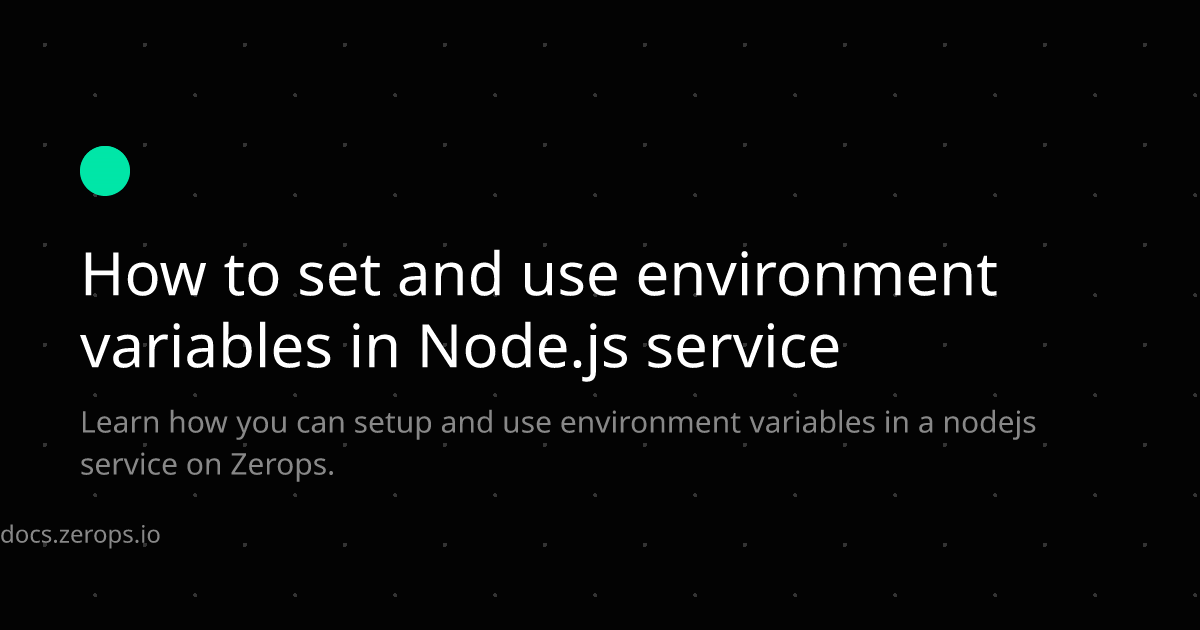 How to set and use environment
variables in Node.js service
Learn how you can setup and use environment variables in a nodejs
service on Zerops.
docs.zerops.io